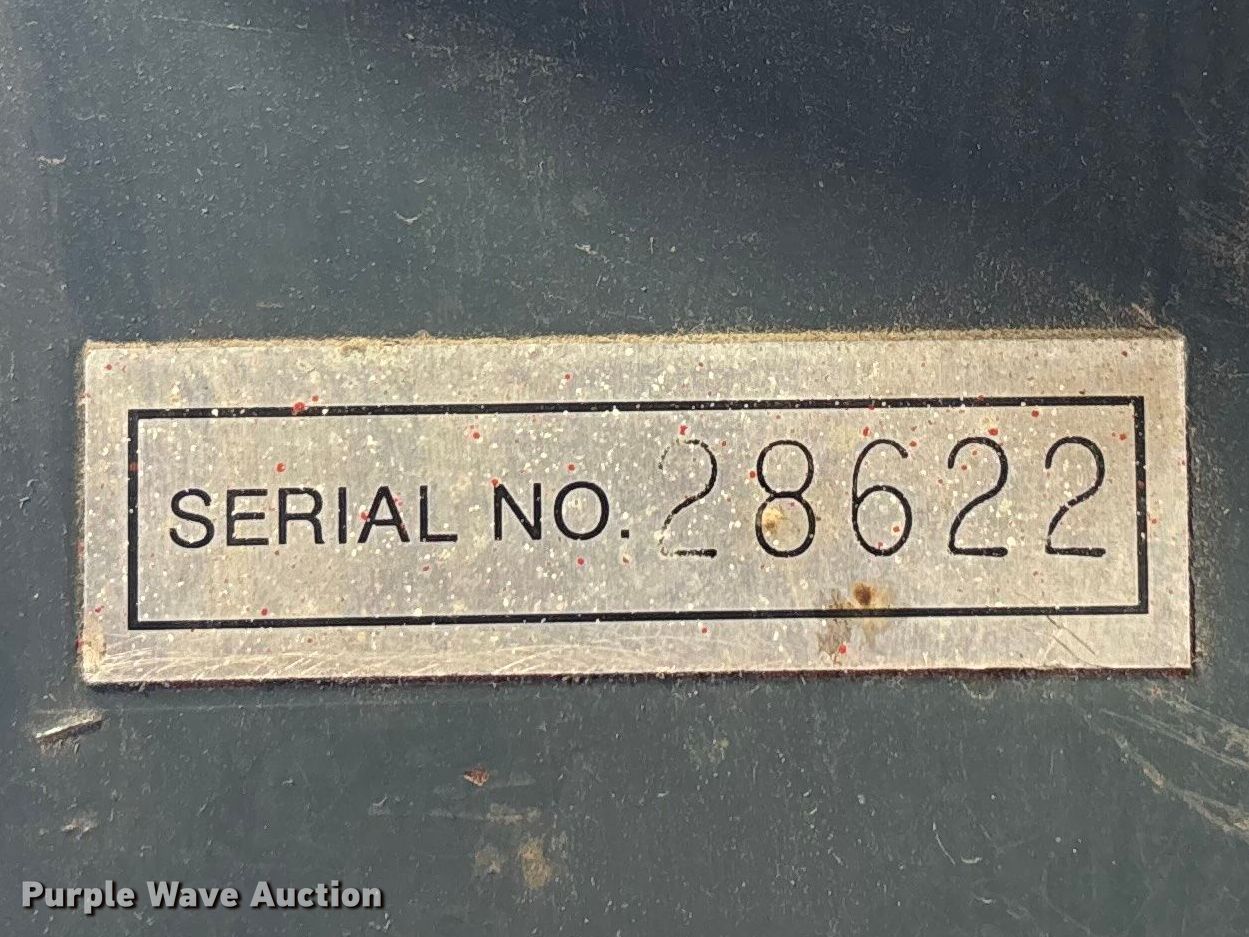 SERIAL NO. 28622
Purple Wave Auction